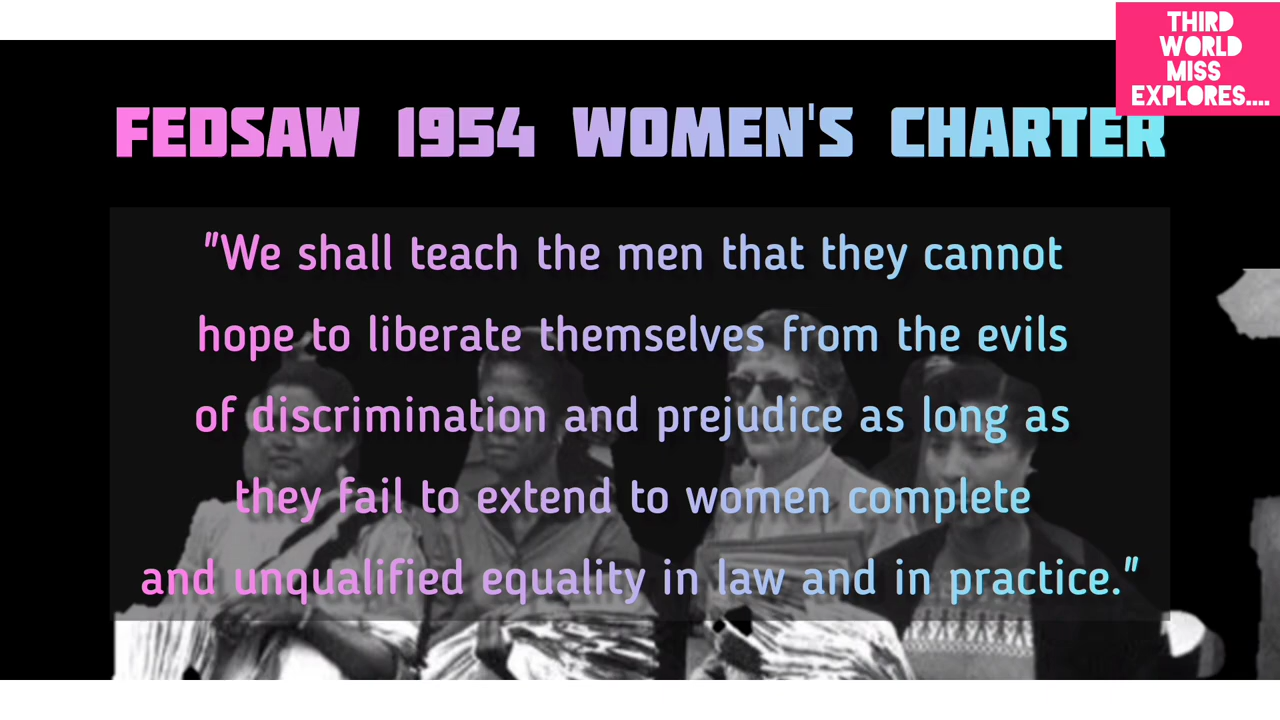 THIRD
WORLD
MISS
EXPLORES....
FEDSAW 1954 WOMEN'S CHARTER
"We shall teach the men that they cannot
hope to liberate themselves from the evils
of discrimination and prejudice as long as
they fail to extend to women complete
and unqualified equality in law and in practice."